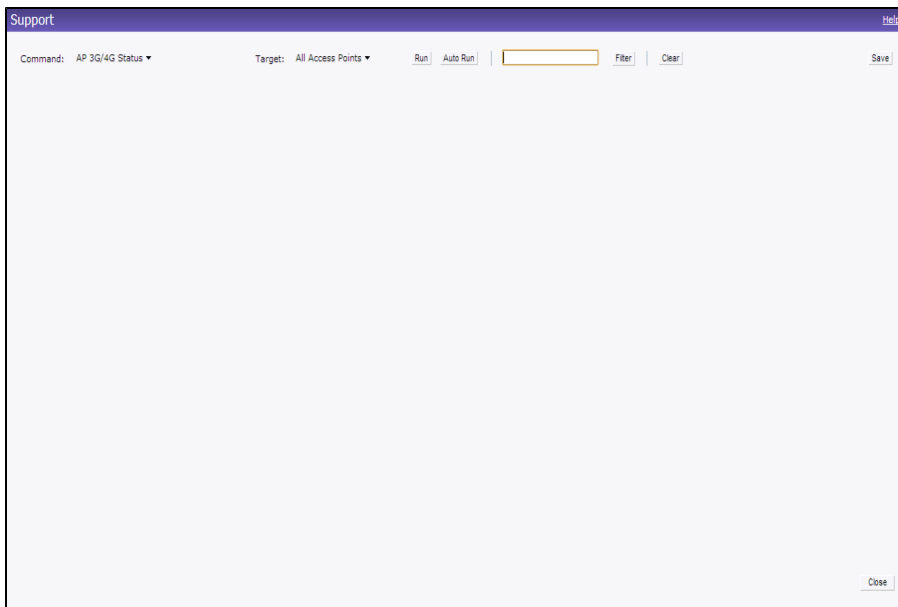 Support Help
Command: AP 3G/4G Status Target: All Access Points Run Auto Run Filter Clear Save
Close